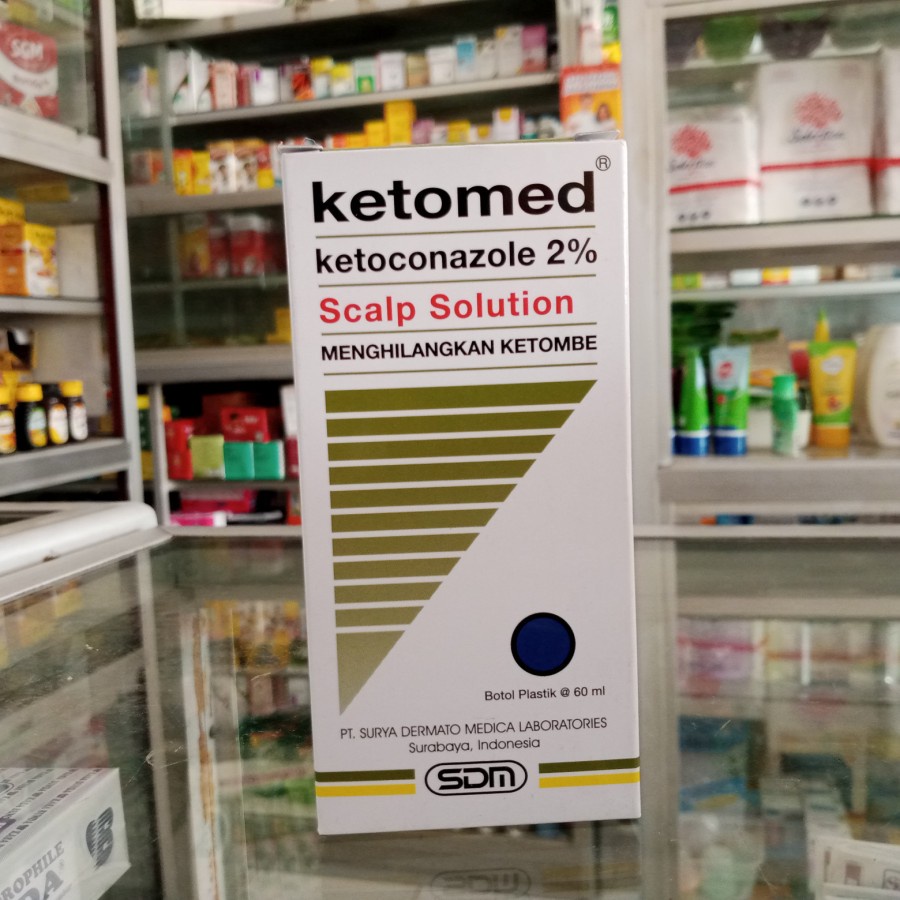 SGM
ketomed®
ketoconazole 2%
Scalp Solution
MENGHILANGKAN KETOMBE
Botol Plastik @ 60 ml
PT. SURYA DERMATO MEDICA LABORATORIES
Surabaya, Indonesia
SDM